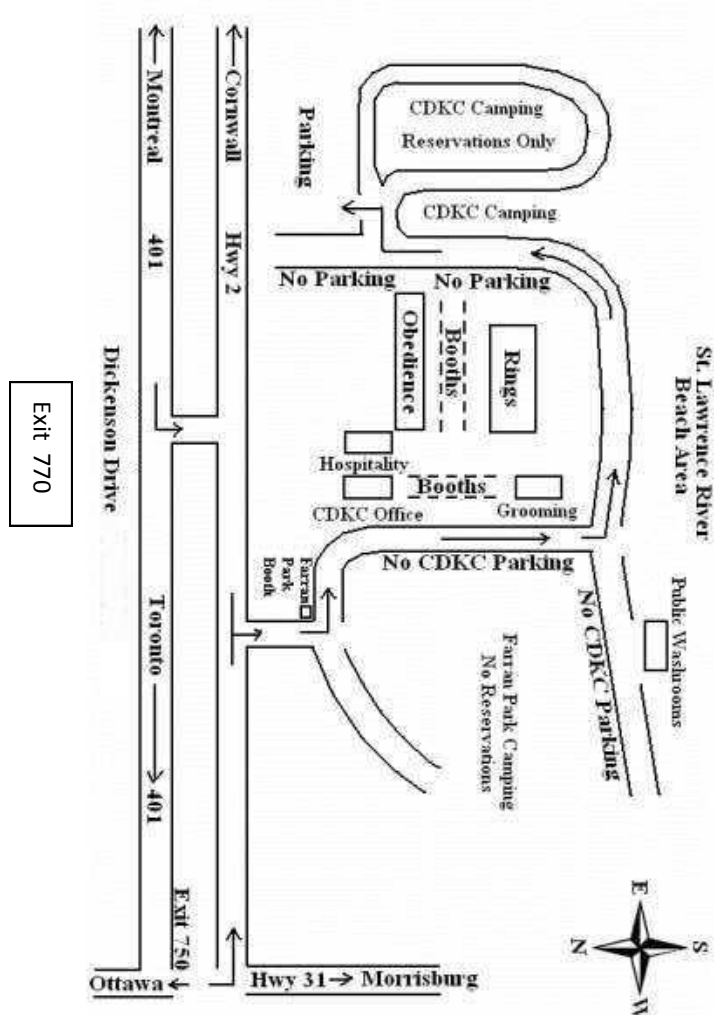 Montreal
401
Cornwall
Hwy 2
Parking
CDKC Camping
Reservations Only
CDKC Camping
No Parking
No Parking
Obedience
Booths
Rings
St. Lawrence River
Beach Area
Dickenson Drive
Exit 770
Hospitality
Booths
CDKC Office
Grooming
No CDKC Parking
Farran
Park
Booth
Public Washrooms
No CDKC Parking
Farran Park Camping
No Reservations
Toronto
401
Exit 750
Ottawa
Hwy 31
Morrisburg
E
S
N
W